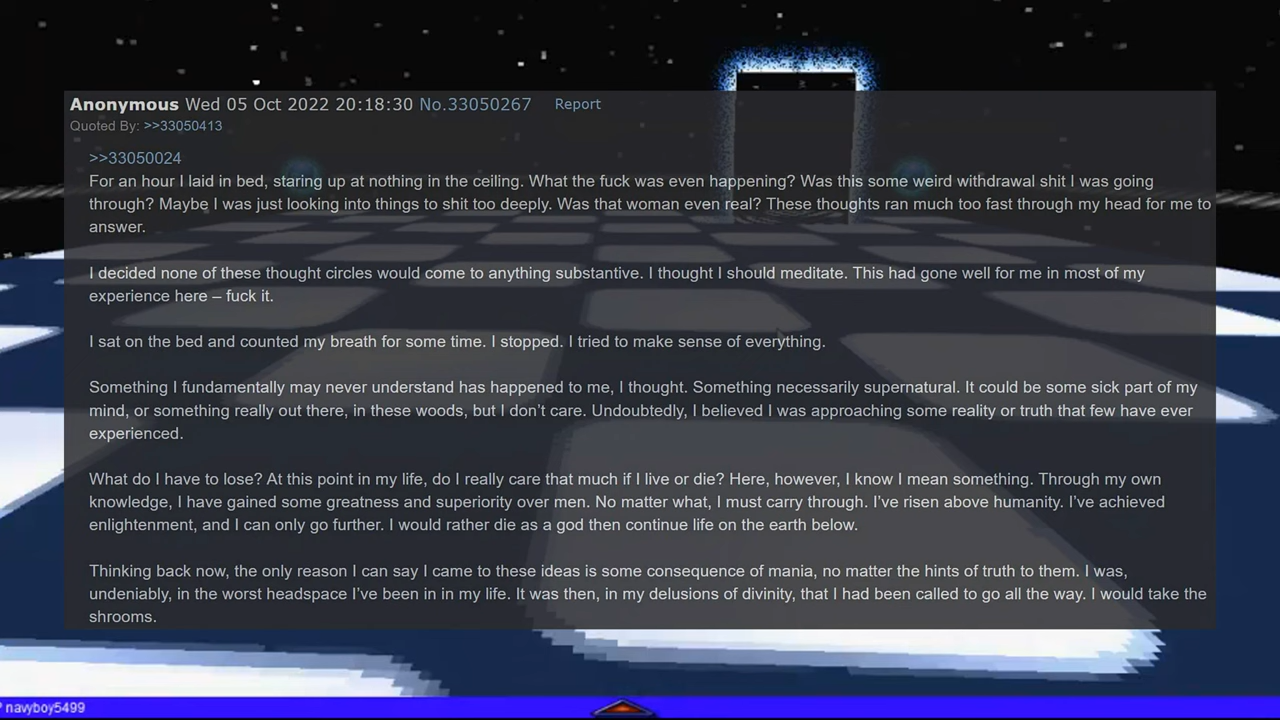 Anonymous Wed 05 Oct 2022 20:18:30 No.33050267 Report
Quoted By: >>33050413
>>33050024
For an hour I laid in bed, staring up at nothing in the ceiling. What the fuck was even happening? Was this some weird withdrawal shit I was going
through? Maybe I was just looking into things to shit too deeply. Was that woman even real? These thoughts ran much too fast through my head for me to
answer.
I decided none of these thought circles would come to anything substantive. I thought I should meditate. This had gone well for me in most of my
experience here – fuck it.
I sat on the bed and counted my breath for some time. I stopped. I tried to make sense of everything.
Something I fundamentally may never understand has happened to me, I thought. Something necessarily supernatural. It could be some sick part of my
mind, or something really out there, in these woods, but I don't care. Undoubtedly, I believed I was approaching some reality or truth that few have ever
experienced.
What do I have to lose? At this point in my life, do I really care that much if I live or die? Here, however, I know I mean something. Through my own
knowledge, I have gained some greatness and superiority over men. No matter what, I must carry through. I've risen above humanity. I've achieved
enlightenment, and I can only go further. I would rather die as a god then continue life on the earth below.
Thinking back now, the only reason I can say I came to these ideas is some consequence of mania, no matter the hints of truth to them. I was,
undeniably, in the worst headspace I've been in in my life. It was then, in my delusions of divinity, that I had been called to go all the way. I would take the
shrooms.
navyboy5499